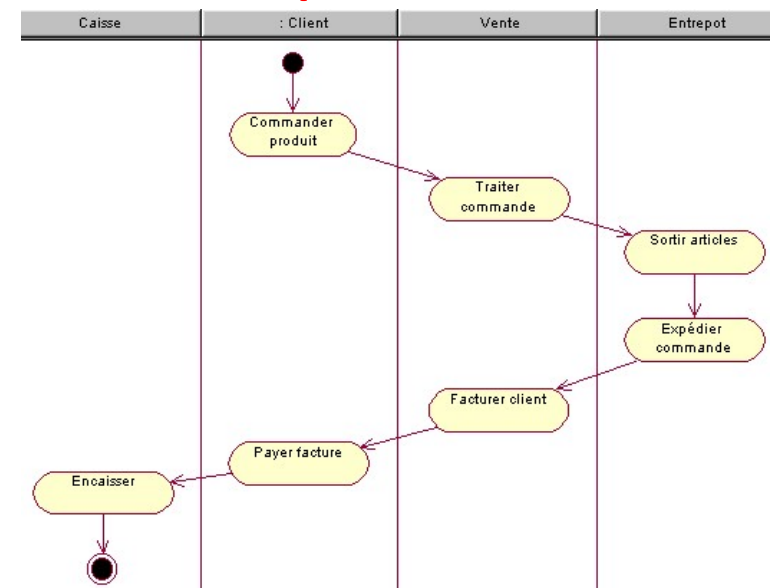 Caisse
: Client
Vente
Entrepot
Commander
produit
Traiter
commande
Sortir articles
Expédier
commande
Facturer client
Payer facture
Encaisser